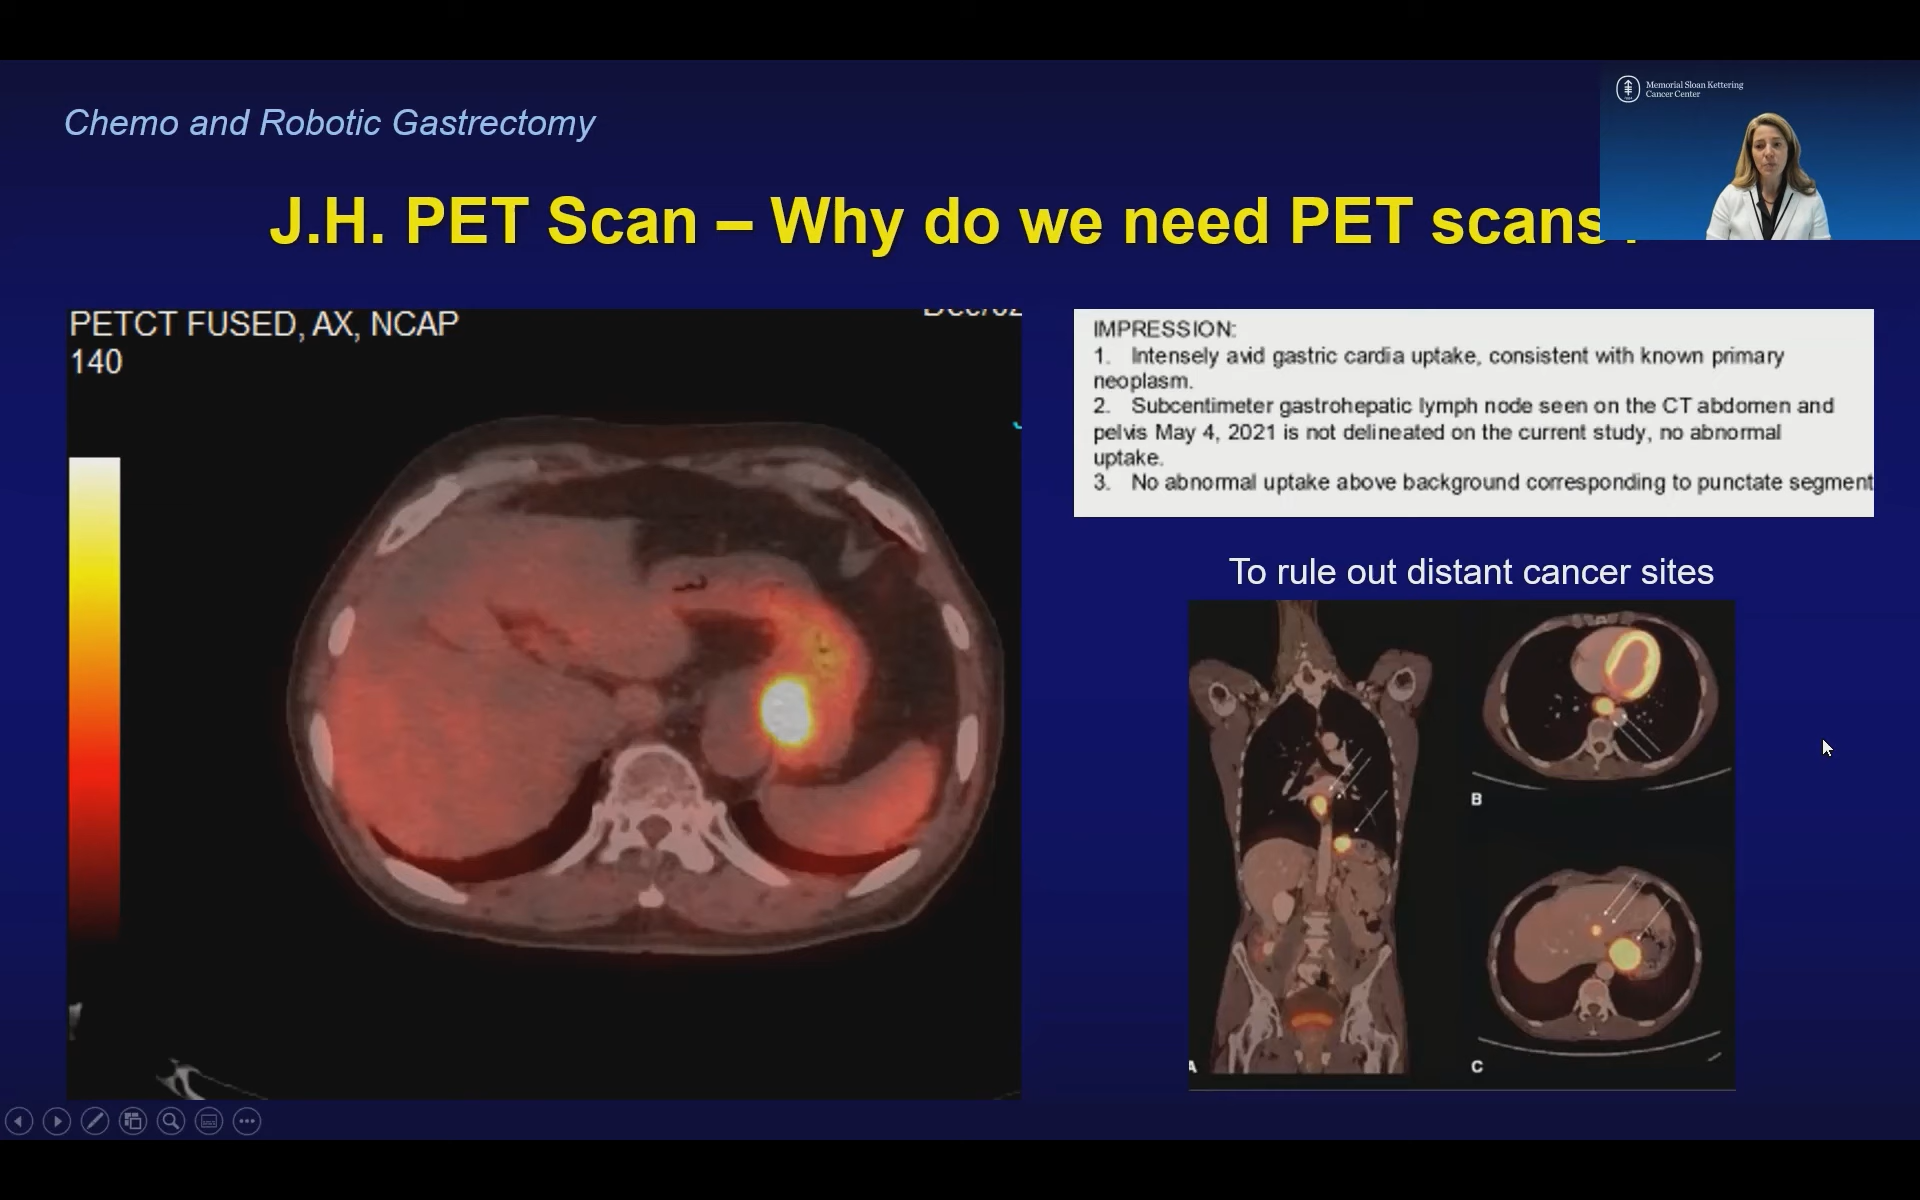 Memorial Sloan Kettering
Cancer Center
Chemo and Robotic Gastrectomy
J.H. PET Scan – Why do we need PET scans
PETCT FUSED, AX, NCAP
140
IMPRESSION:
1. Intensely avid gastric cardia uptake, consistent with known primary
neoplasm.
2. Subcentimeter gastrohepatic lymph node seen on the CT abdomen and
pelvis May 4, 2021 is not delineated on the current study, no abnormal
uptake.
3. No abnormal uptake above background corresponding to punctate segment
To rule out distant cancer sites
A
B
C